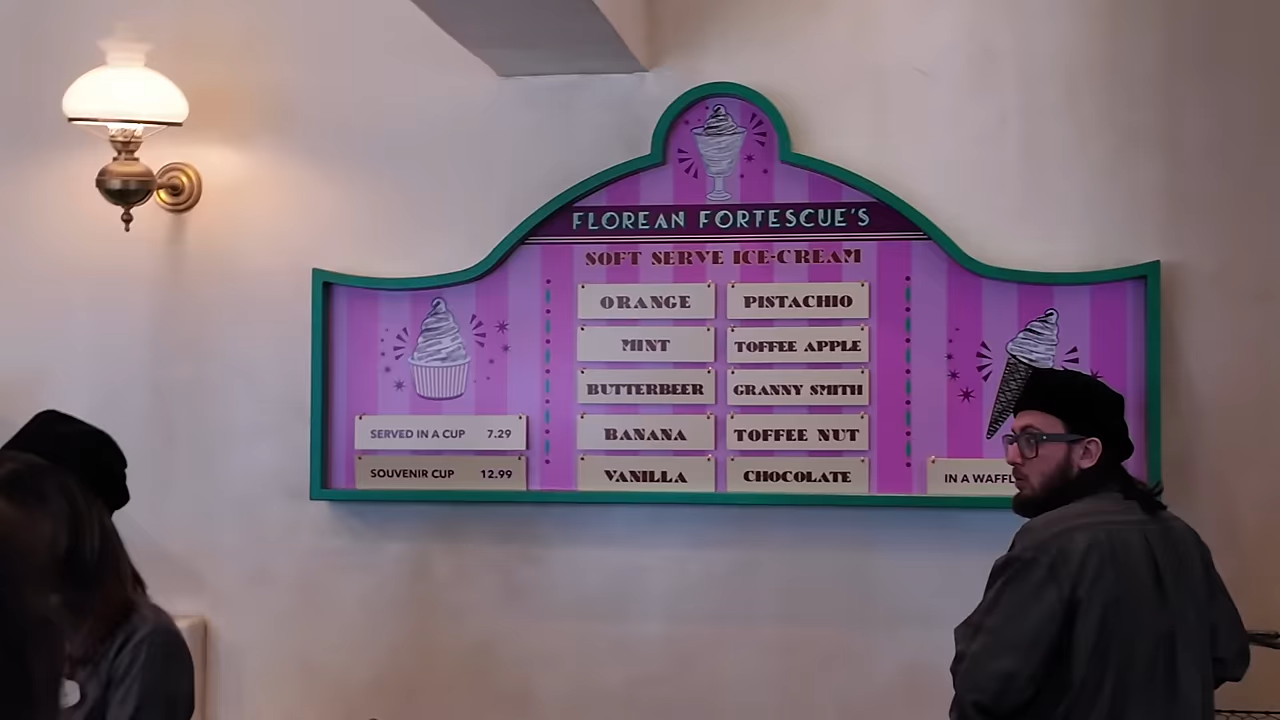 FLOREAN FORTESCUE'S
SOFT SERVE ICE-CREAM
ORANGE PISTACHIO
MINT TOFFEE APPLE
BUTTERBEER GRANNY SMITH
BANANA TOFFEE NUT
VANILLA CHOCOLATE
SERVED IN A CUP 7.29
SOUVENIR CUP 12.99
IN A